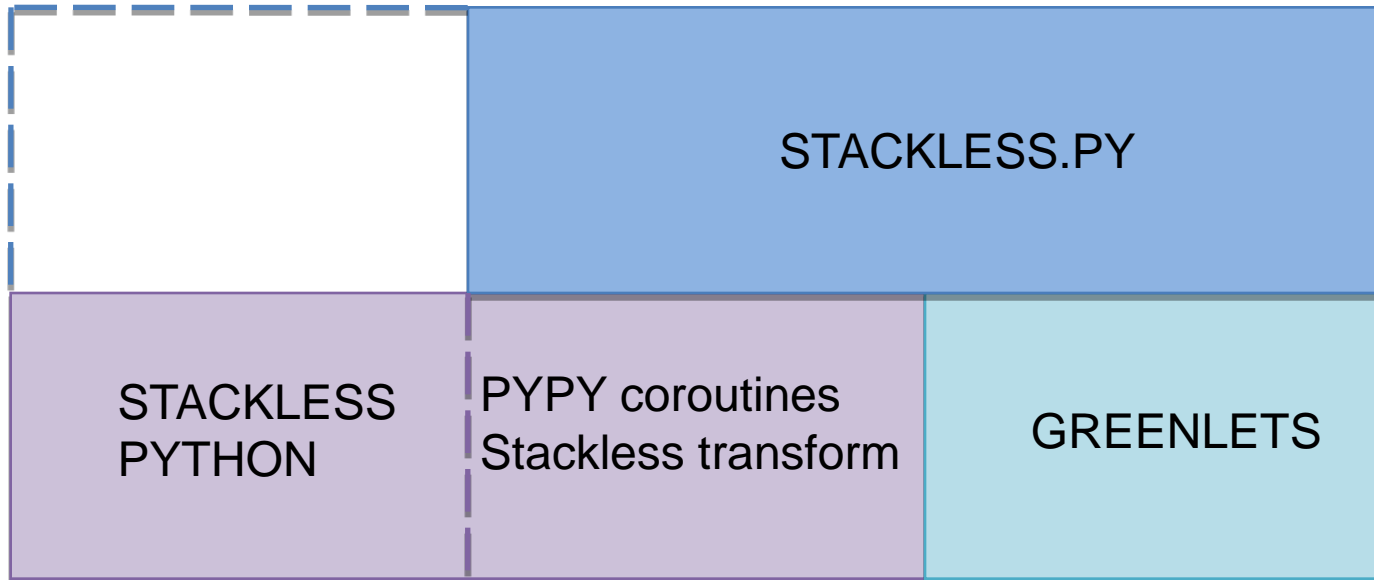 STACKLESS.PY
STACKLESS
PYTHON
PYPY coroutines
Stackless transform
GREENLETS